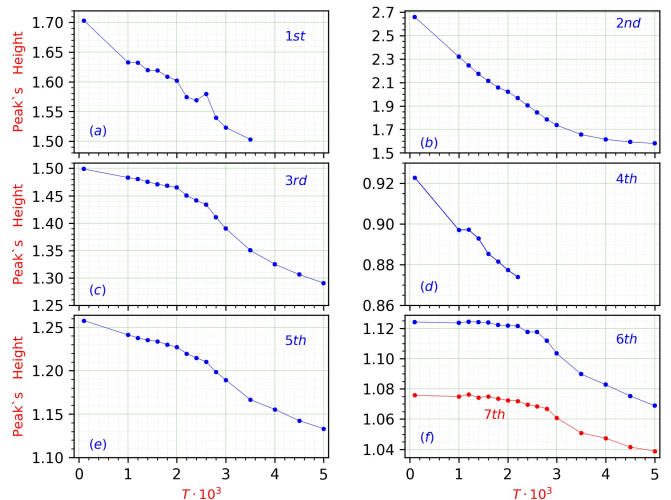 1.70
1.65
1.60
1.55
1.50
Peak`s Height
1st
(a)
2.7
2.5
2.3
2.1
1.9
1.7
1.5
2nd
(b)
1.50
1.45
1.40
1.35
1.30
1.25
Peak`s Height
3rd
(c)
0.92
0.90
0.88
0.86
4th
(d)
1.25
1.20
1.15
1.10
Peak`s Height
5th
(e)
0 1 2 3 4 5
T · 10³
1.12
1.10
1.08
1.06
1.04
6th
7th
(f)
0 1 2 3 4 5
T · 10³